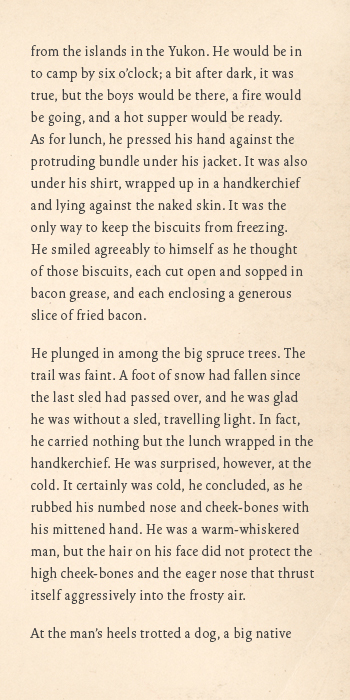 from the islands in the Yukon. He would be in
to camp by six o'clock; a bit after dark, it was
true, but the boys would be there, a fire would
be going, and a hot supper would be ready.
As for lunch, he pressed his hand against the
protruding bundle under his jacket. It was also
under his shirt, wrapped up in a handkerchief
and lying against the naked skin. It was the
only way to keep the biscuits from freezing.
He smiled agreeably to himself as he thought
of those biscuits, each cut open and sopped in
bacon grease, and each enclosing a generous
slice of fried bacon.
He plunged in among the big spruce trees. The
trail was faint. A foot of snow had fallen since
the last sled had passed over, and he was glad
he was without a sled, travelling light. In fact,
he carried nothing but the lunch wrapped in the
handkerchief. He was surprised, however, at the
cold. It certainly was cold, he concluded, as he
rubbed his numbed nose and cheek-bones with
his mittened hand. He was a warm-whiskered
man, but the hair on his face did not protect the
high cheek-bones and the eager nose that thrust
itself aggressively into the frosty air.
At the man's heels trotted a dog, a big native